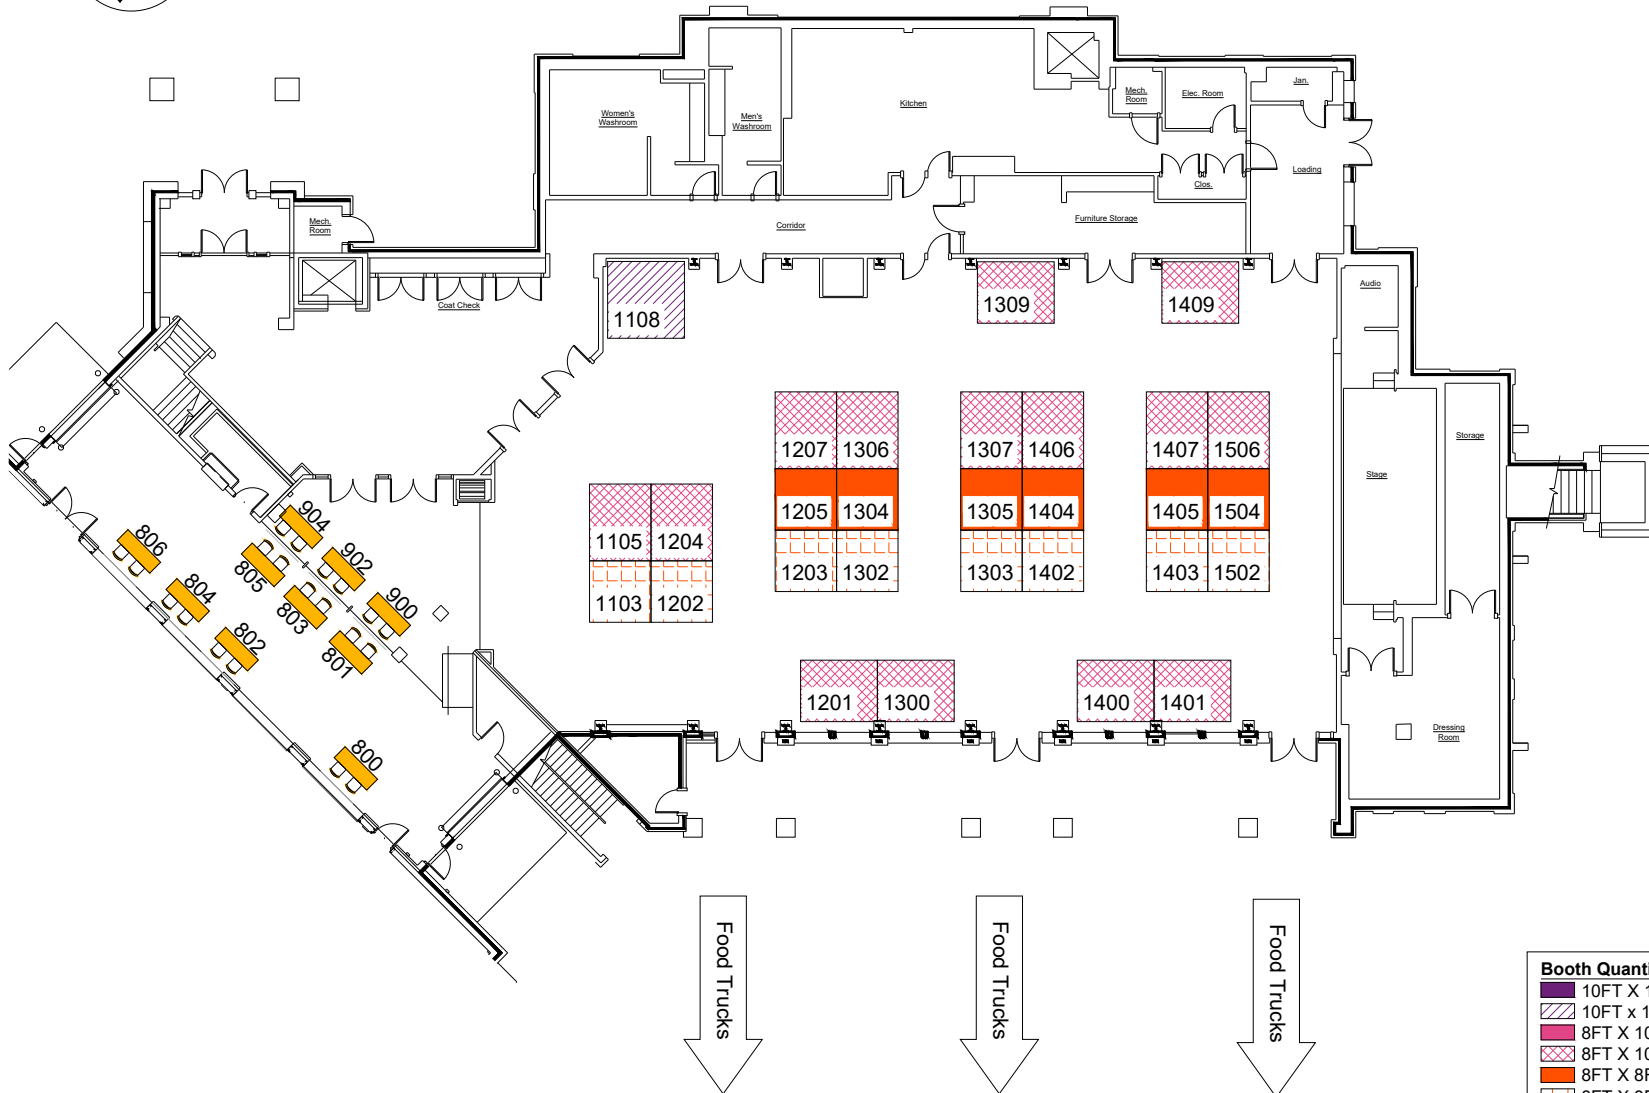 Women's
Washroom
Men's
Washroom
Kitchen
Mech.
Room
Elec. Room
Jan.
Loading
Clos.
Mech.
Room
Corridor
Furniture Storage
Coat Check
Audio
1108
1309
1409
1207
1306
1307
1406
1407
1506
Storage
Stage
1205
1304
1305
1404
1405
1504
1105
1204
1203
1302
1303
1402
1403
1502
1103
1202
904
902
900
806
805
804
803
802
801
800
1201
1300
1400
1401
Dressing
Room
Food Trucks
Food Trucks
Food Trucks
Booth Quanti
10FT X 1
10FT x 1
8FT X 10
8FT X 10
8FT X 8F